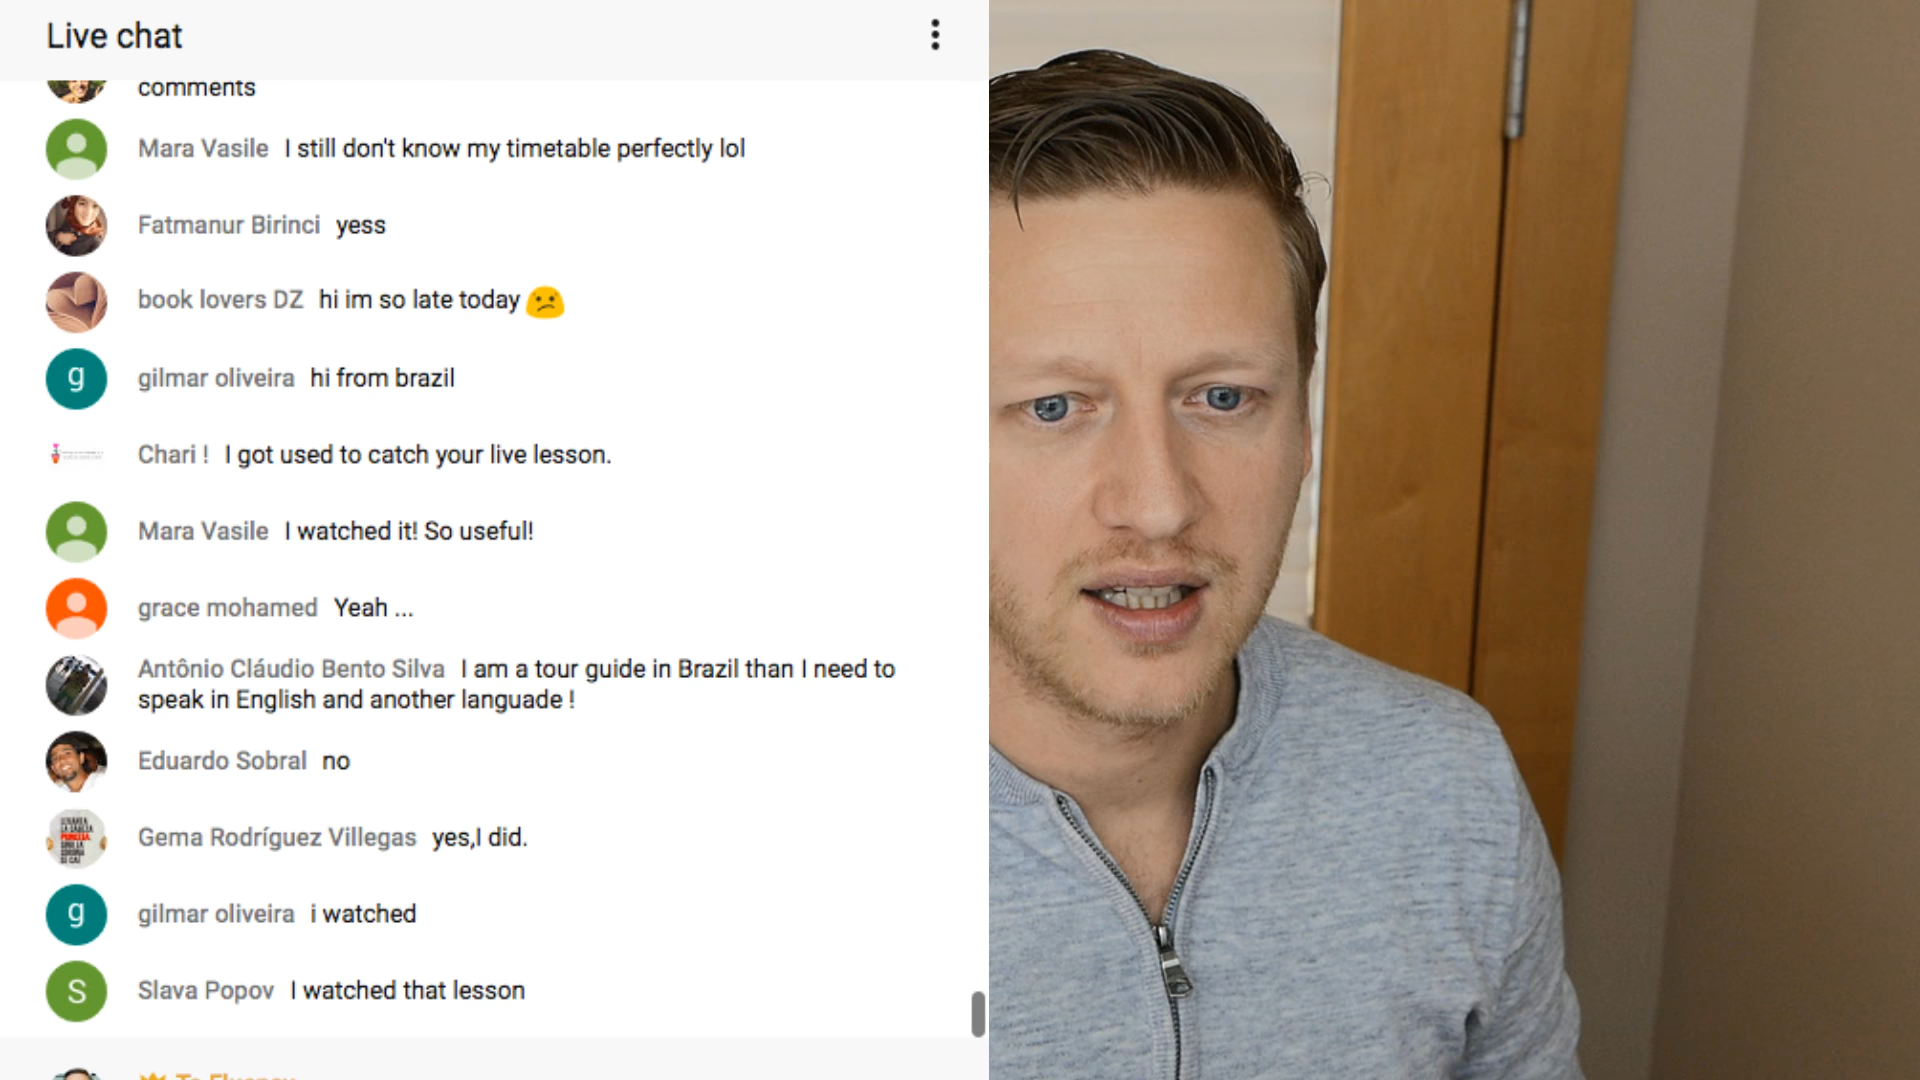 Live chat
comments
Mara Vasile I still don't know my timetable perfectly lol
Fatmanur Birinci yess
book lovers DZ hi im so late today
gilmar oliveira hi from brazil
Chari ! I got used to catch your live lesson.
Mara Vasile I watched it! So useful!
grace mohamed Yeah ...
Antônio Cláudio Bento Silva I am a tour guide in Brazil than I need to
speak in English and another languade !
Eduardo Sobral no
Gema Rodríguez Villegas yes,I did.
g gilmar oliveira i watched
S Slava Popov I watched that lesson